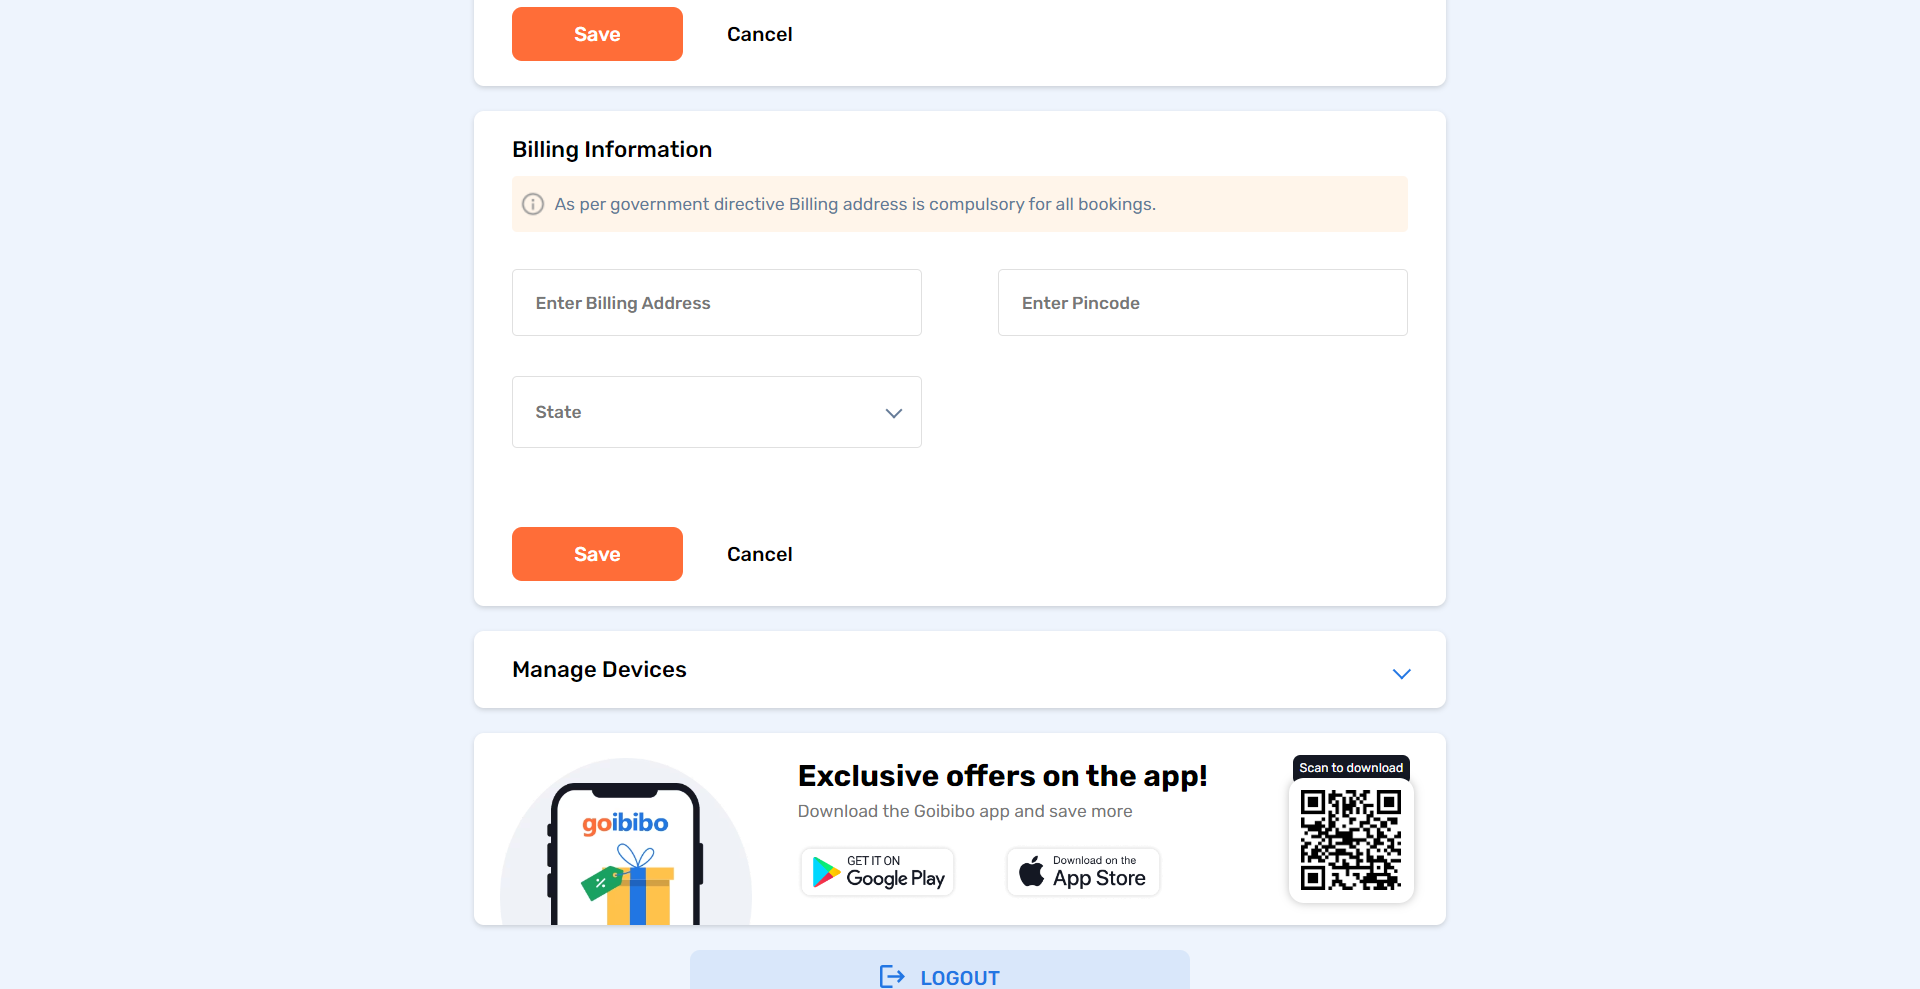 Save
Cancel
Billing Information
As per government directive Billing address is compulsory for all bookings.
Enter Billing Address
Enter Pincode
State
Save
Cancel
Manage Devices
goibibo
%
Exclusive offers on the app!
Download the Goibibo app and save more
GET IT ON
Google Play
Download on the
App Store
Scan to download
LOGOUT